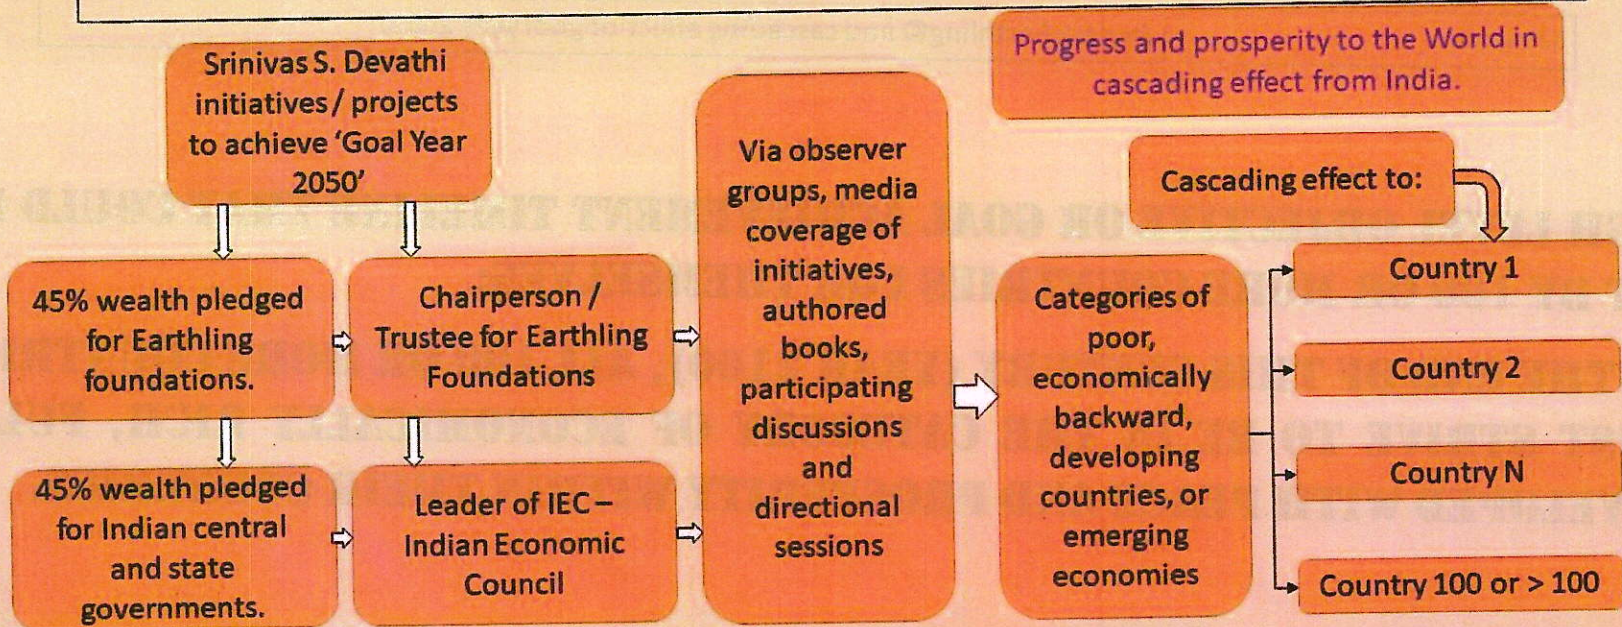 Srinivas S. Devathi
initiatives / projects
to achieve ‘Goal Year
2050’
Progress and prosperity to the World in
cascading effect from India.
Cascading effect to:
45% wealth pledged
for Earthling
foundations.
Chairperson /
Trustee for Earthling
Foundations
45% wealth pledged
for Indian central
and state
governments.
Leader of IEC –
Indian Economic
Council
Via observer
groups, media
coverage of
initiatives,
authored
books,
participating
discussions
and
directional
sessions
Categories of
poor,
economically
backward,
developing
countries, or
emerging
economies
Country 1
Country 2
Country N
Country 100 or > 100